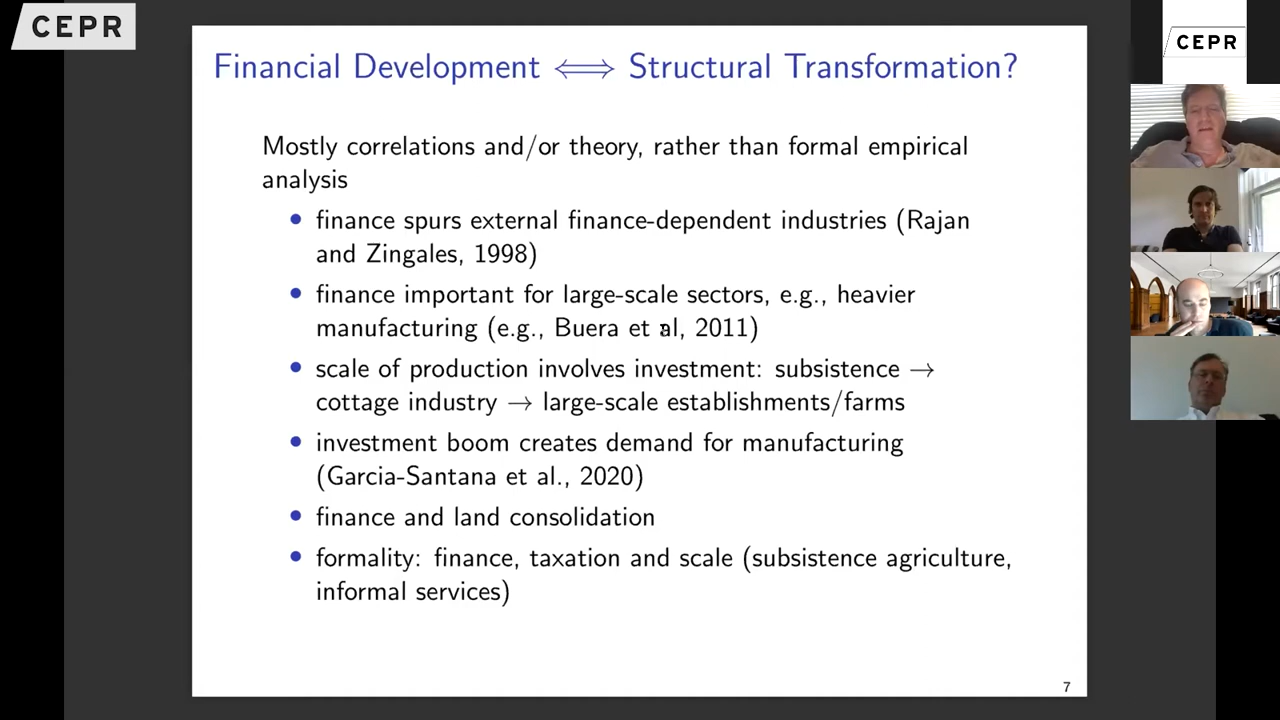 CEPR
Financial Development ⟺ Structural Transformation?
CEPR
Mostly correlations and/or theory, rather than formal empirical
analysis
• finance spurs external finance-dependent industries (Rajan
and Zingales, 1998)
• finance important for large-scale sectors, e.g., heavier
manufacturing (e.g., Buera et al, 2011)
• scale of production involves investment: subsistence →
cottage industry → large-scale establishments/farms
• investment boom creates demand for manufacturing
(Garcia-Santana et al., 2020)
• finance and land consolidation
• formality: finance, taxation and scale (subsistence agriculture,
informal services)
7